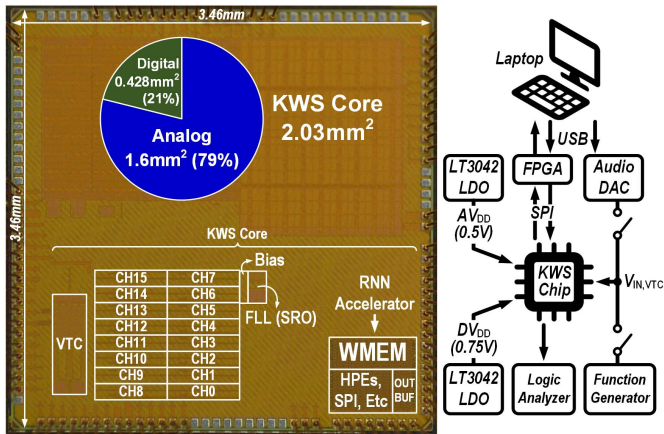 3.46mm
3.46mm
Digital
0.428mm²
(21%)
Analog
1.6mm² (79%)
KWS Core
2.03mm²
KWS Core
VTC
CH15 CH7
CH14 CH6
CH13 CH5
CH12 CH4
CH11 CH3
CH10 CH2
CH9 CH1
CH8 CH0
Bias
FLL (SRO)
RNN
Accelerator
WMEM
HPEs,
SPI, Etc
OUT
BUF
Laptop
USB
LT3042
LDO
FPGA
Audio
DAC
SPI
AVDD
(0.5V)
KWS
Chip
VIN,VTC
DVDD
(0.75V)
LT3042
LDO
Logic
Analyzer
Function
Generator